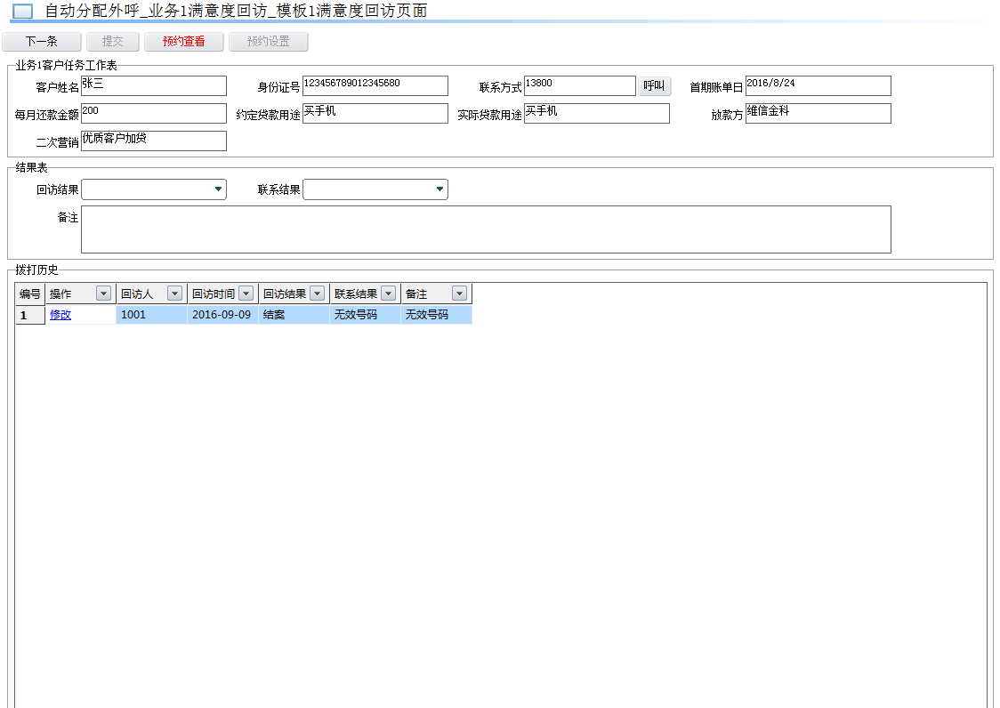 自动分配外呼_业务1满意度回访_模板1满意度回访页面
下一条 提交 预约查看 预约设置
业务1客户任务工作表
客户姓名 张三 身份证号 123456789012345680 联系方式 13800 呼叫 首期账单日 2016/8/24
每月还款金额 200 约定贷款用途 买手机 实际贷款用途 买手机 放款方 维信金科
二次营销 优质客户加贷
结果表
回访结果 联系结果
备注
拨打历史
编号 操作 回访人 回访时间 回访结果 联系结果 备注
1 修改 1001 2016-09-09 结案 无效号码 无效号码